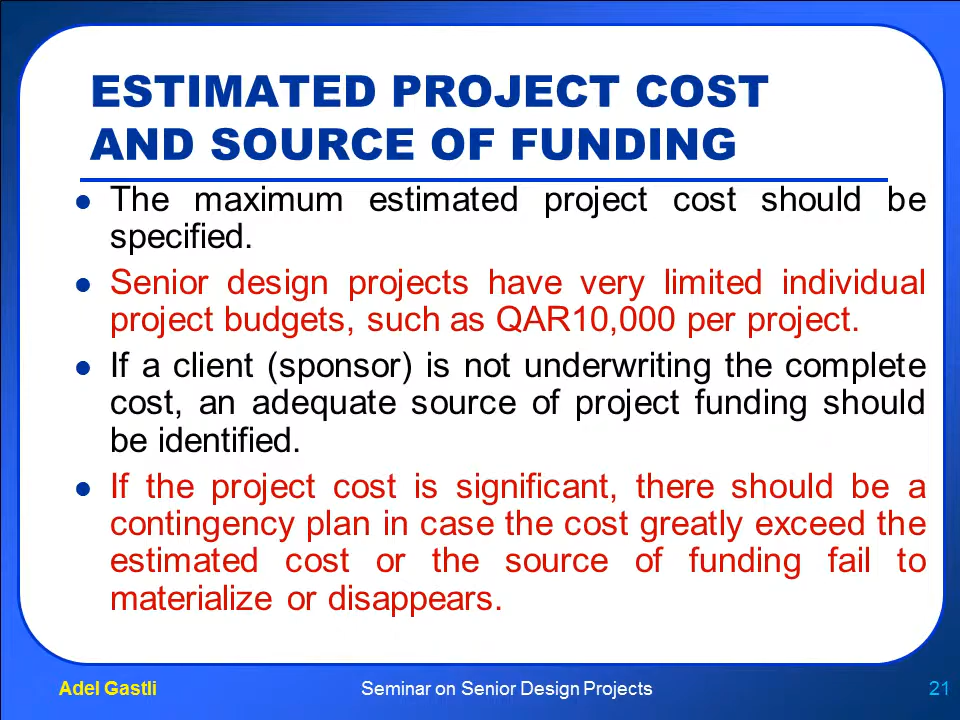 ESTIMATED PROJECT COST
AND SOURCE OF FUNDING
● The maximum estimated project cost should be
specified.
● Senior design projects have very limited individual
project budgets, such as QAR10,000 per project.
● If a client (sponsor) is not underwriting the complete
cost, an adequate source of project funding should
be identified.
● If the project cost is significant, there should be a
contingency plan in case the cost greatly exceed the
estimated cost or the source of funding fail to
materialize or disappears.
Adel Gastli Seminar on Senior Design Projects 21